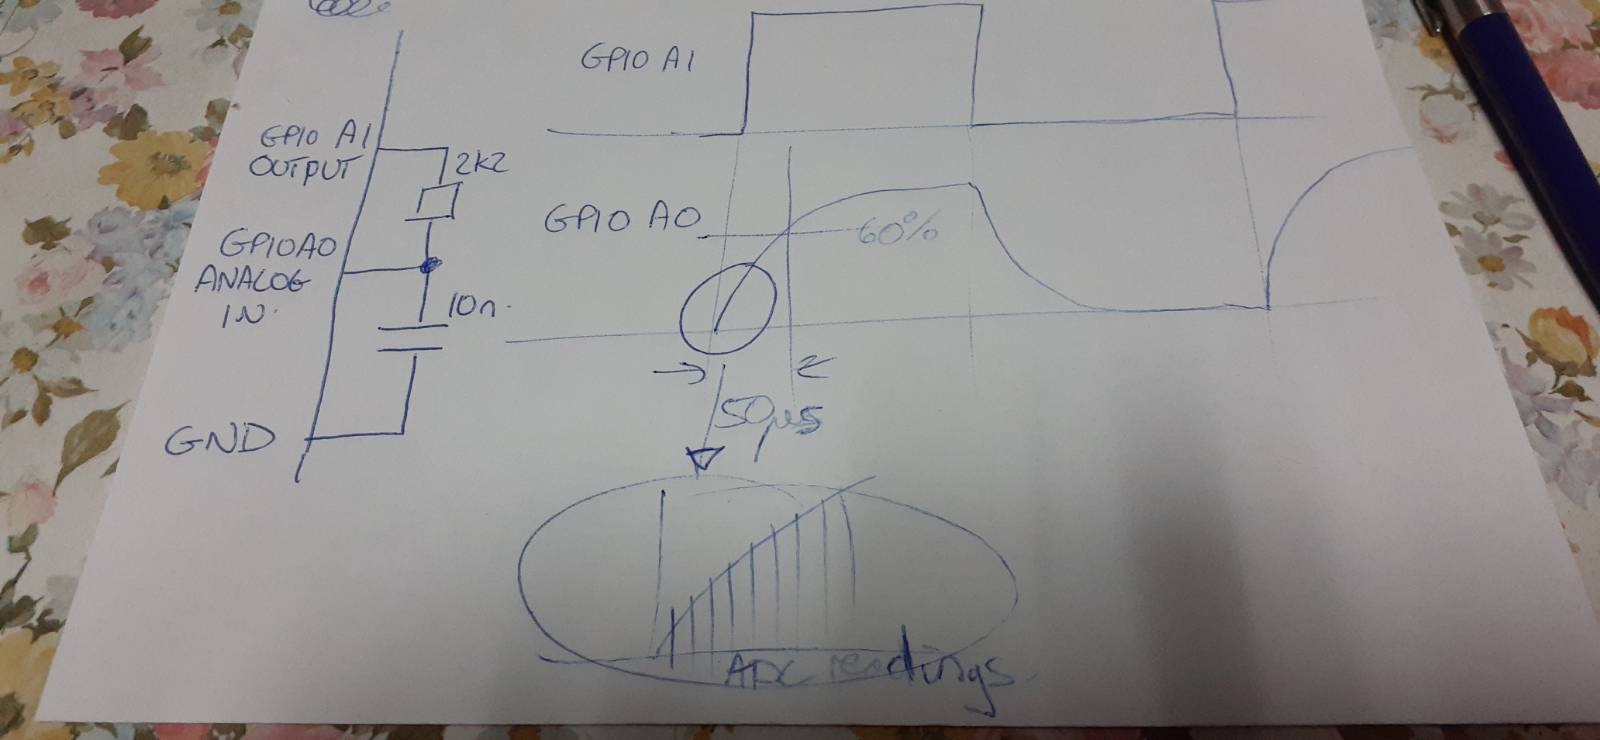 GPIO A1
OUTPUT
2k2
GPIOA0
ANALOG
IN.
10n.
GND
GPIO A1
GPIO A0
60%
50µs
ADC readings